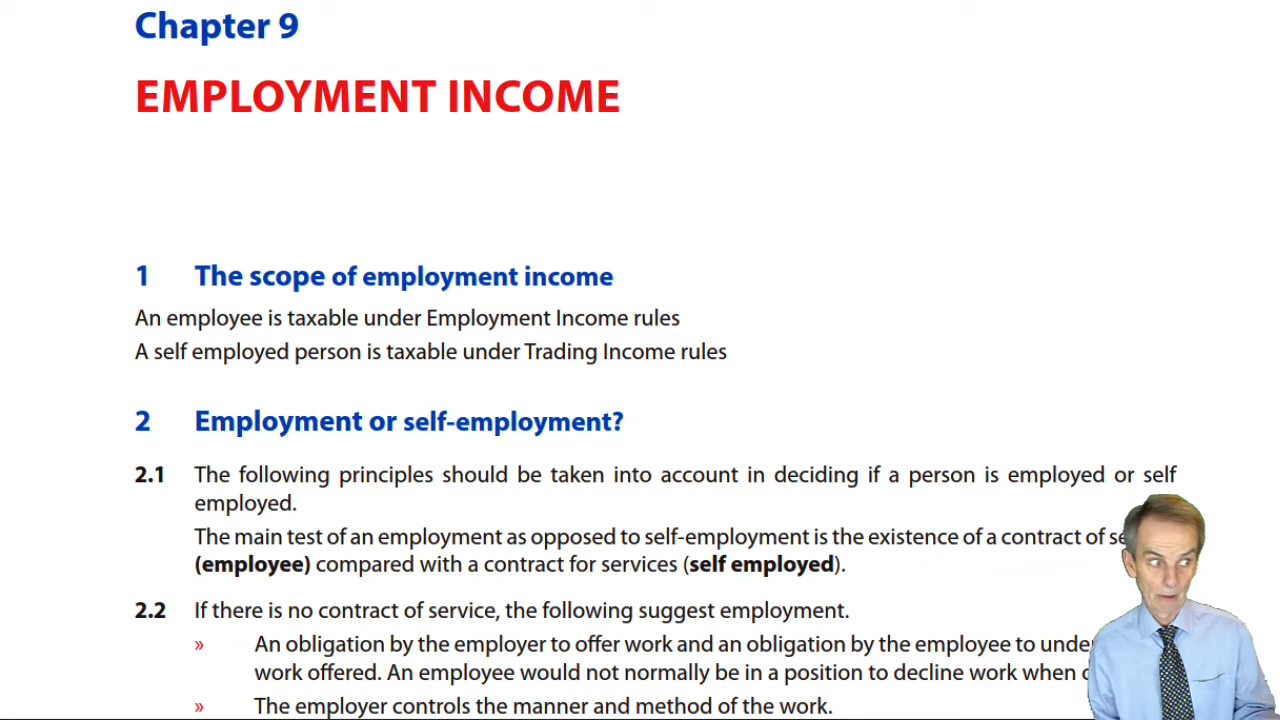 Chapter 9
EMPLOYMENT INCOME
1 The scope of employment income
An employee is taxable under Employment Income rules
A self employed person is taxable under Trading Income rules
2 Employment or self-employment?
2.1 The following principles should be taken into account in deciding if a person is employed or self
employed.
The main test of an employment as opposed to self-employment is the existence of a contract of
(employee) compared with a contract for services (self employed).
2.2 If there is no contract of service, the following suggest employment.
» An obligation by the employer to offer work and an obligation by the employee to
work offered. An employee would not normally be in a position to decline work when
» The employer controls the manner and method of the work.